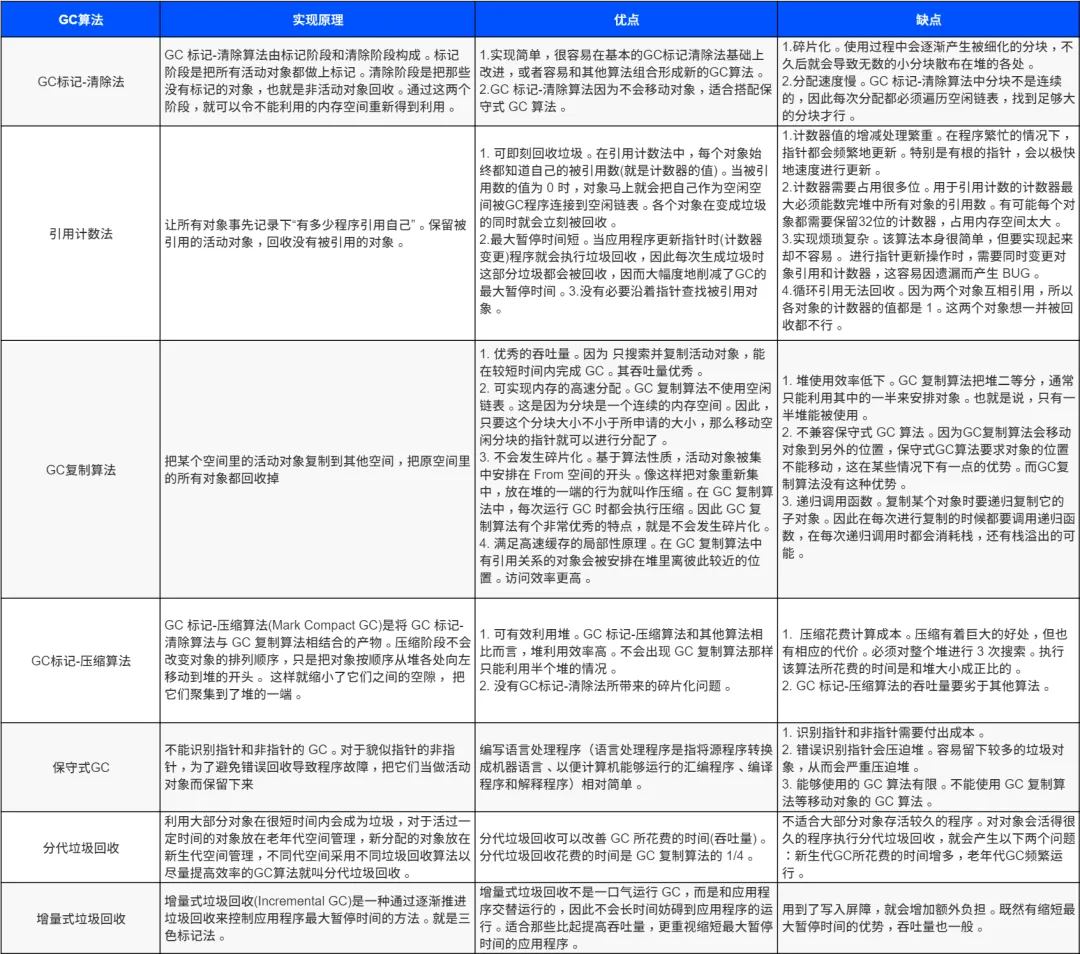 GC算法
实现原理
优点
缺点
GC标记-清除法
GC 标记-清除算法由标记阶段和清除阶段构成。标记
阶段是把所有活动对象都做上标记。清除阶段是把那些
没有标记的对象，也就是非活动对象回收。通过这两个
阶段，就可以令不能利用的内存空间重新得到利用。
1.实现简单，很容易在基本的GC标记清除法基础上
改进，或者容易和其他算法组合形成新的GC算法。
2.GC 标记-清除算法因为不会移动对象，适合搭配保
守式 GC 算法。
1.碎片化。使用过程中会逐渐产生被细化的分块，不
久后就会导致无数的小分块散布在堆的各处。
2.分配速度慢。GC 标记-清除算法中分块不是连续
的，因此每次分配都必须遍历空闲链表，找到足够大
的分块才行。
引用计数法
让所有对象事先记录下“有多少程序引用自己”。保留被
引用的活动对象，回收没有被引用的对象。
1. 可即刻回收垃圾。在引用计数法中，每个对象始
终都知道自己的被引用数(就是计数器的值)。当被引
用数的值为 0 时，对象马上就会把自己作为空闲空
间被GC程序连接到空闲链表。各个对象在变成垃圾
的同时就会立刻被回收。
2.最大暂停时间短。当应用程序更新指针时(计数器
变更)程序就会执行垃圾回收，因此每次生成垃圾时
这部分垃圾都会被回收，因而大幅度地削减了GC的
最大暂停时间。3.没有必要沿着指针查找被引用对
象。
1.计数器值的增减处理繁重。在程序繁忙的情况下，
指针都会频繁地更新。特别是有根的指针，会以极快
地速度进行更新。
2.计数器需要占用很多位。用于引用计数的计数器最
大必须能数完堆中所有对象的引用数。有可能每个对
象都需要保留32位的计数器，占用内存空间太大。
3.实现烦琐复杂。该算法本身很简单，但要实现起来
却不容易。 进行指针更新操作时，需要同时变更对
象引用和计数器，这容易因遗漏而产生 BUG 。
4.循环引用无法回收。因为两个对象互相引用，所以
各对象的计数器的值都是 1。这两个对象想一并被回
收都不行。
GC复制算法
把某个空间里的活动对象复制到其他空间，把原空间里
的所有对象都回收掉
1. 优秀的吞吐量。因为 只搜索并复制活动对象，能
在较短时间内完成 GC。其吞吐量优秀。
2. 可实现内存的高速分配。GC 复制算法不使用空闲
链表。这是因为分块是一个连续的内存空间。因此，
只要这个分块大小不小于所申请的大小，那么移动空
闲分块的指针就可以进行分配了。
3. 不会发生碎片化。基于算法性质，活动对象被集
中安排在 From 空间的开头。像这样把对象重新集
中，放在堆的一端的行为就叫作压缩。在 GC 复制算
法中，每次运行 GC 时都会执行压缩。因此 GC 复
制算法有个非常优秀的特点，就是不会发生碎片化。
4. 满足高速缓存的局部性原理。在 GC 复制算法中
有引用关系的对象会被安排在堆里离彼此较近的位
置。访问效率更高。
1. 堆使用效率低下。GC 复制算法把堆二等分，通常
只能利用其中的一半来安排对象。也就是说，只有一
半堆能被使用。
2. 不兼容保守式 GC 算法。因为GC复制算法会移动
对象到另外的位置，保守式GC算法要求对象的位置
不能移动，这在某些情况下有一点的优势。而GC复
制算法没有这种优势。
3. 递归调用函数。复制某个对象时要递归复制它的
子对象。因此在每次进行复制的时候都要调用递归函
数，在每次递归调用时都会消耗栈，还有栈溢出的可
能。
GC标记-压缩算法
GC 标记-压缩算法(Mark Compact GC)是将 GC 标记-
清除算法与 GC 复制算法相结合的产物。压缩阶段不会
改变对象的排列顺序，只是把对象按顺序从堆各处向左
移动到堆的开头。 这样就缩小了它们之间的空隙， 把
它们聚集到了堆的一端。
1. 可有效利用堆。GC 标记-压缩算法和其他算法相
比而言，堆利用效率高。不会出现 GC 复制算法那样
只能利用半个堆的情况。
2. 没有GC标记-清除法所带来的碎片化问题。
1. 压缩花费计算成本。压缩有着巨大的好处，但也
有相应的代价。必须对整个堆进行 3 次搜索。执行
该算法所花费的时间是和堆大小成正比的。
2. GC 标记-压缩算法的吞吐量要劣于其他算法。
保守式GC
不能识别指针和非指针的 GC。对于貌似指针的非指
针，为了避免错误回收导致程序故障，把它们当做活动
对象而保留下来
编写语言处理程序（语言处理程序是指将源程序转换
成机器语言、以便计算机能够运行的汇编程序、编译
程序和解释程序）相对简单。
1. 识别指针和非指针需要付出成本。
2. 错误识别指针会压迫堆。容易留下较多的垃圾对
象，从而会严重压迫堆。
3. 能够使用的 GC 算法有限。不能使用 GC 复制算
法等移动对象的 GC 算法。
分代垃圾回收
利用大部分对象在很短时间内会成为垃圾，对于活过一
定时间的对象放在老年代空间管理，新分配的对象放在
新生代空间管理，不同代空间采用不同垃圾回收算法以
尽量提高效率的GC算法就叫分代垃圾回收。
分代垃圾回收可以改善 GC 所花费的时间(吞吐量)。
分代垃圾回收花费的时间是 GC 复制算法的 1/4 。
不适合大部分对象存活较久的程序。对对象会活得很
久的程序执行分代垃圾回收，就会产生以下两个问题
：新生代GC所花费的时间增多，老年代GC频繁运
行。
增量式垃圾回收
增量式垃圾回收(Incremental GC)是一种通过逐渐推进
垃圾回收来控制应用程序最大暂停时间的方法。就是三
色标记法。
增量式垃圾回收不是一口气运行 GC，而是和应用程
序交替运行的，因此不会长时间妨碍到应用程序的运
行。适合那些比起提高吞吐量，更重视缩短最大暂停
时间的应用程序。
用到了写入屏障，就会增加额外负担。既然有缩短最
大暂停时间的优势，吞吐量也一般。